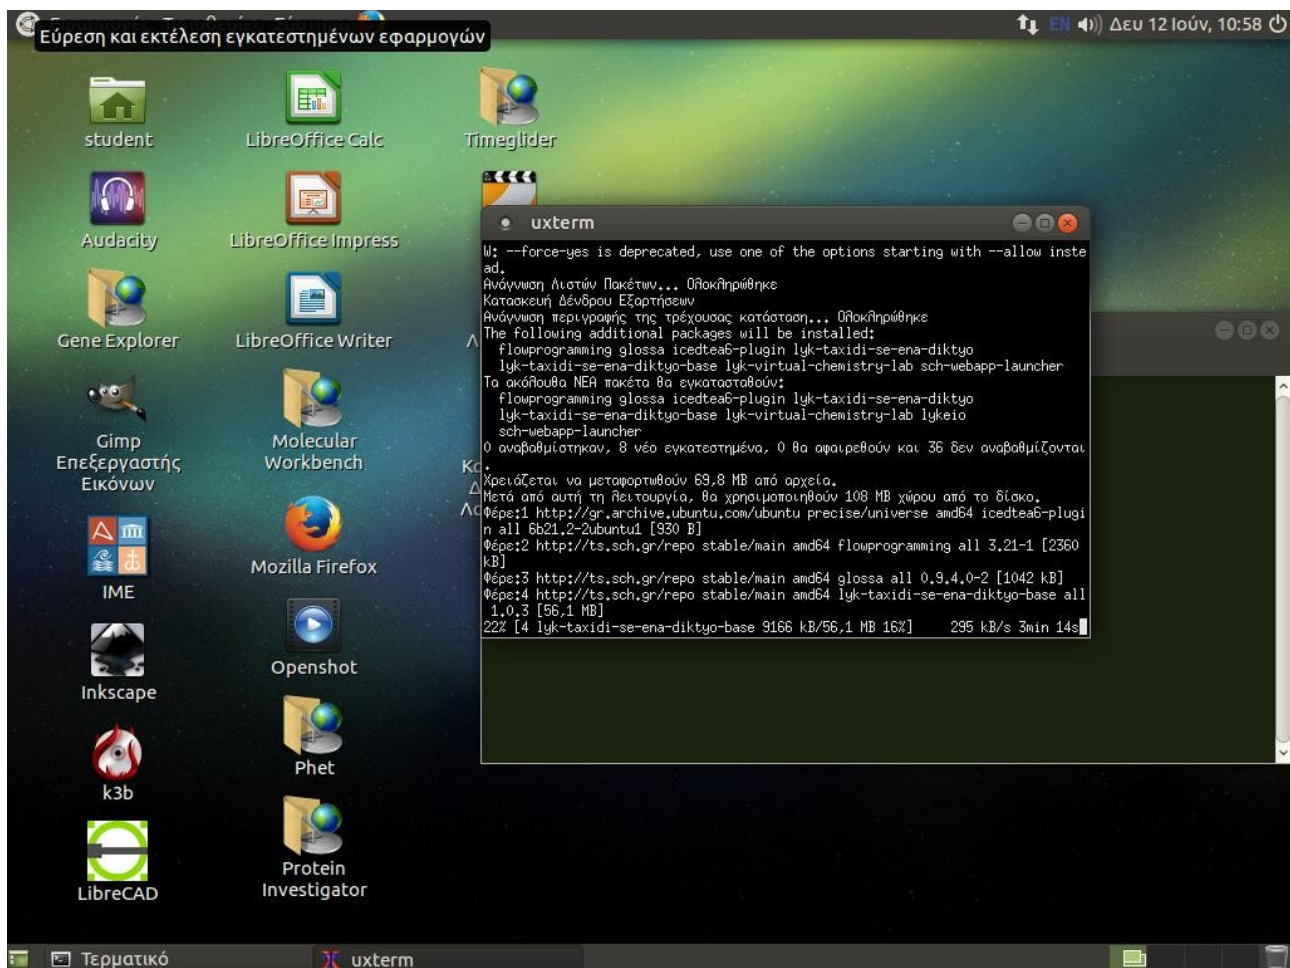 Εύρεση και εκτέλεση εγκατεστημένων εφαρμογών
EN
Δευ 12 Ιούν, 10:58
student
LibreOffice Calc
Timeglider
Audacity
LibreOffice Impress
Gene Explorer
LibreOffice Writer
Gimp
Επεξεργαστής
Εικόνων
Molecular
Workbench
IME
Mozilla Firefox
Inkscape
Openshot
k3b
Phet
LibreCAD
Protein
Investigator
uxterm
W: --force-yes is deprecated, use one of the options starting with --allow inste
ad.
Ανάγνωση Λιστών Πακέτων... Ολοκληρώθηκε
Κατασκευή Δένδρου Εξαρτήσεων
Ανάγνωση περιγραφής της τρέχουσας κατάσταση... Ολοκληρώθηκε
The following additional packages will be installed:
flowprogramming glossa icedtea6-plugin lyk-taxidi-se-ena-diktyo
lyk-taxidi-se-ena-diktyo-base lyk-virtual-chemistry-lab sch-webapp-launcher
Τα ακόλουθα ΝΕΑ πακέτα θα εγκατασταθούν:
flowprogramming glossa icedtea6-plugin lyk-taxidi-se-ena-diktyo
lyk-taxidi-se-ena-diktyo-base lyk-virtual-chemistry-lab lykeio
sch-webapp-launcher
0 αναβαθμίστηκαν, 8 νέο εγκατεστημένα, 0 θα αφαιρεθούν και 36 δεν αναβαθμίζονται
.
Χρειάζεται να μεταφορτωθούν 69,8 MB από αρχεία.
Μετά από αυτή τη λειτουργία, θα χρησιμοποιηθούν 108 MB χώρου από το δίσκο.
Φέρε:1 http://gr.archive.ubuntu.com/ubuntu precise/universe amd64 icedtea6-plugi
n all 6b21.2-2ubuntu1 [930 B]
Φέρε:2 http://ts.sch.gr/repo stable/main amd64 flowprogramming all 3.21-1 [2360
kB]
Φέρε:3 http://ts.sch.gr/repo stable/main amd64 glossa all 0.9.4.0-2 [1042 kB]
Φέρε:4 http://ts.sch.gr/repo stable/main amd64 lyk-taxidi-se-ena-diktyo-base all
1.0.3 [56,1 MB]
22% [4 lyk-taxidi-se-ena-diktyo-base 9166 kB/56,1 MB 16%] 295 kB/s 3min 14s
Τερματικό
uxterm